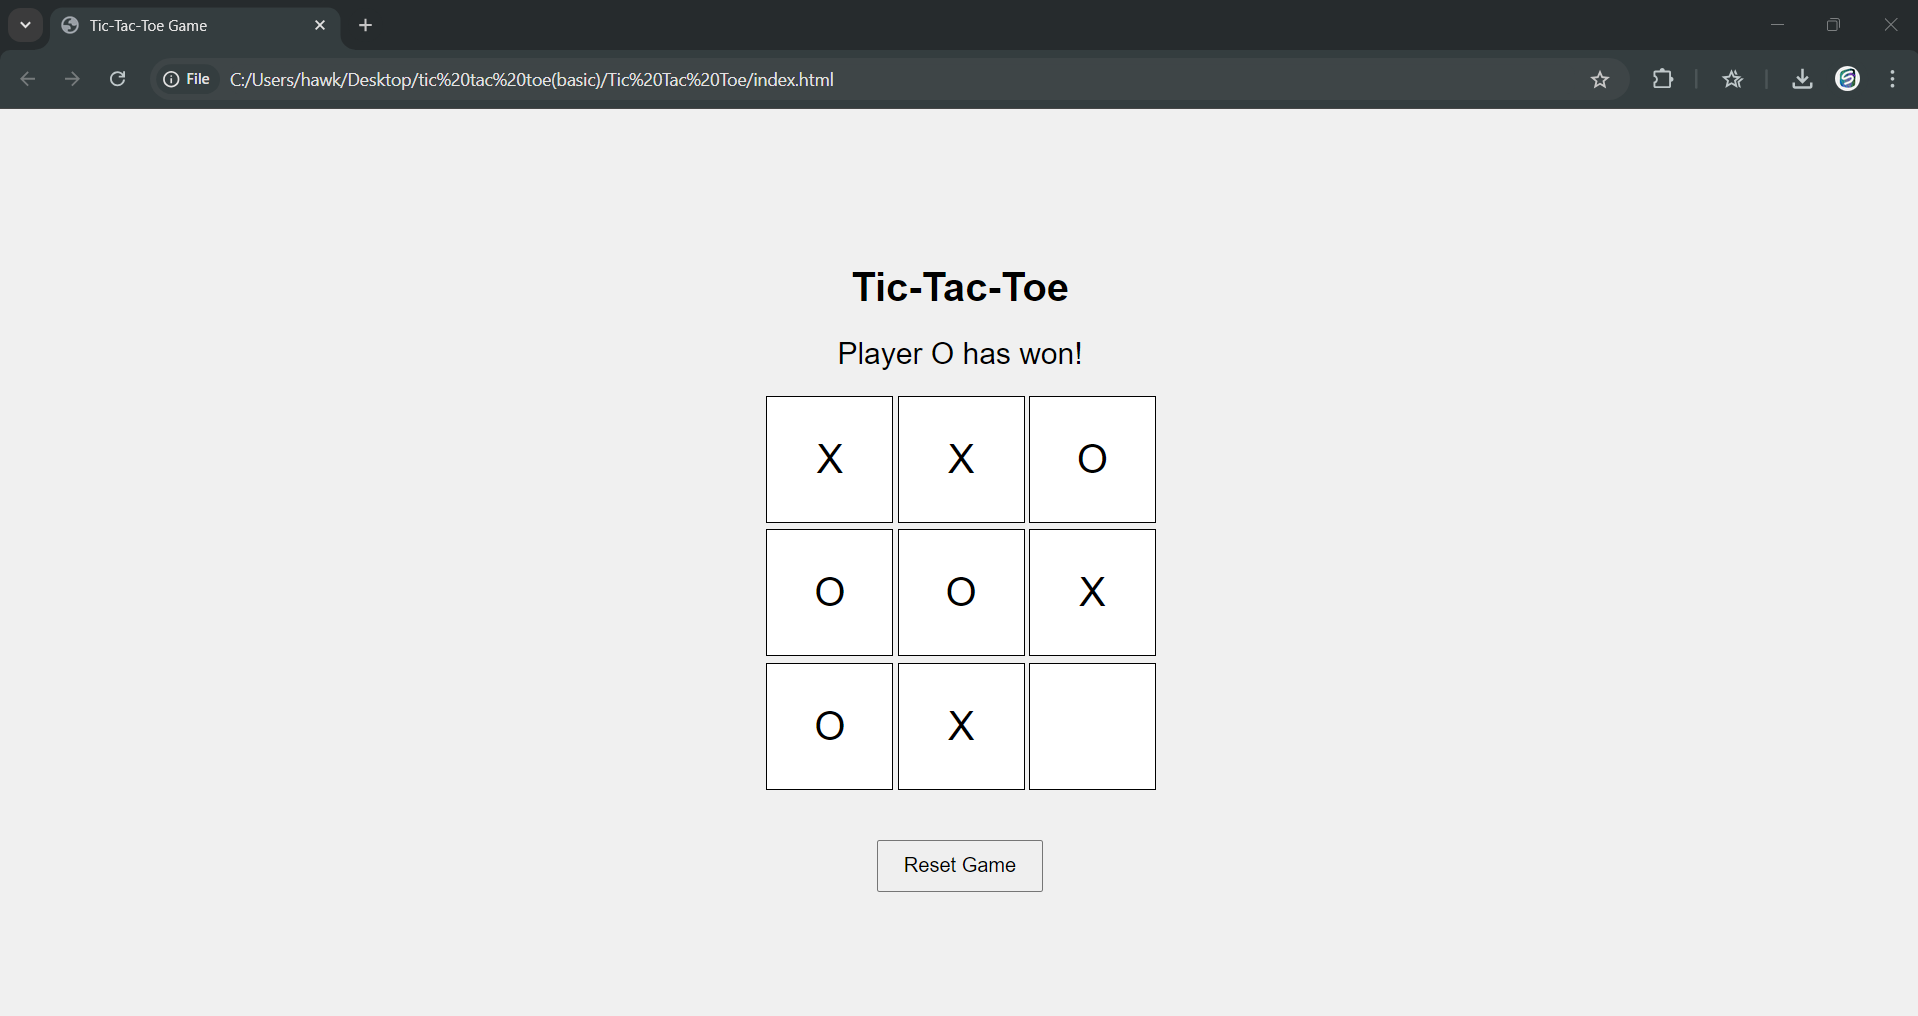 Tic-Tac-Toe Game
File C:/Users/hawk/Desktop/tic%20tac%20toe(basic)/Tic%20Tac%20Toe/index.html
Tic-Tac-Toe
Player O has won!
X X O
O O X
O X
Reset Game